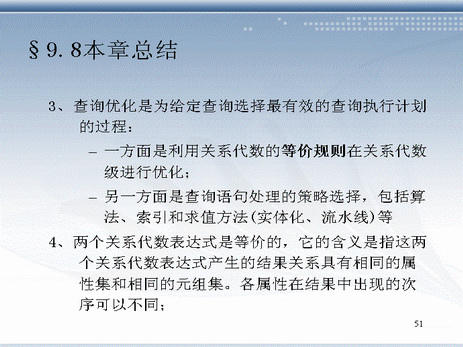 §9.8本章总结
3、查询优化是为给定查询选择最有效的查询执行计划
的过程:
– 一方面是利用关系代数的等价规则在关系代数
级进行优化;
– 另一方面是查询语句处理的策略选择，包括算
法、索引和求值方法(实体化、流水线)等
4、两个关系代数表达式是等价的，它的含义是指这两
个关系代数表达式产生的结果关系具有相同的属
性集和相同的元组集。各属性在结果中出现的次
序可以不同;
51